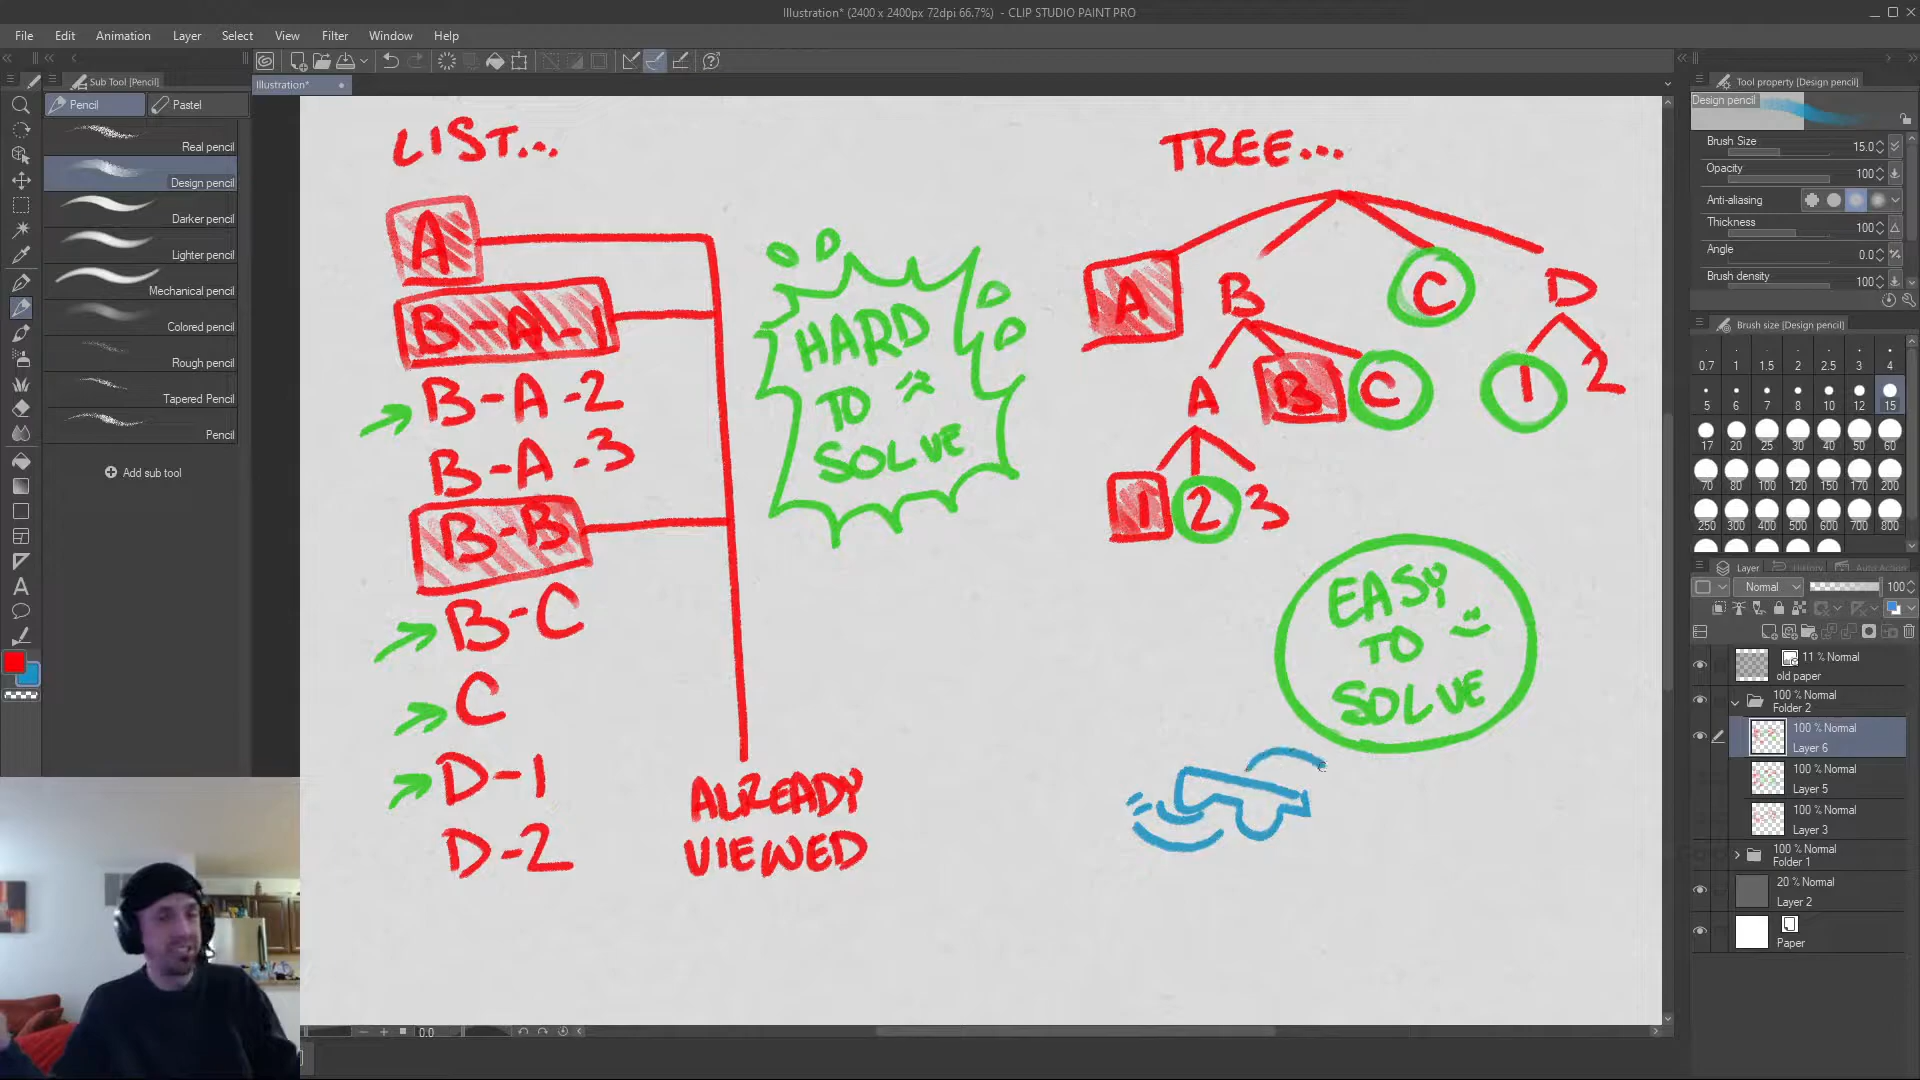 Illustration* (2400 x 2400px 72dpi 66.7%) - CLIP STUDIO PAINT PRO
File Edit Animation Layer Select View Filter Window Help
Sub Tool [Pencil]
Illustration*
Pencil Pastel
Real pencil
Design pencil
Darker pencil
Lighter pencil
Mechanical pencil
Colored pencil
Rough pencil
Tapered Pencil
Pencil
Add sub tool
LIST...
A
B-A-1
B-A-2
B-A-3
B-B
B-C
C
D-1
D-2
ALREADY
VIEWED
HARD
TO
SOLVE
TREE...
A B C D
A B C 1 2
1 2 3
EASY
TO
SOLVE
0.0
Tool property [Design pencil]
Design pencil
Brush Size 15.0
Opacity 100
Anti-aliasing
Thickness 100
Angle 0.0
Brush density 100
Brush size [Design pencil]
0.7 1 1.5 2 2.5 3 4
5 6 7 8 10 12 15
17 20 25 30 40 50 60
70 80 100 120 150 170 200
250 300 400 500 600 700 800
Layer History Auto Action
Normal 100
11 % Normal
old paper
100 % Normal
Folder 2
100 % Normal
Layer 6
100 % Normal
Layer 5
100 % Normal
Layer 3
100 % Normal
Folder 1
20 % Normal
Layer 2
Paper